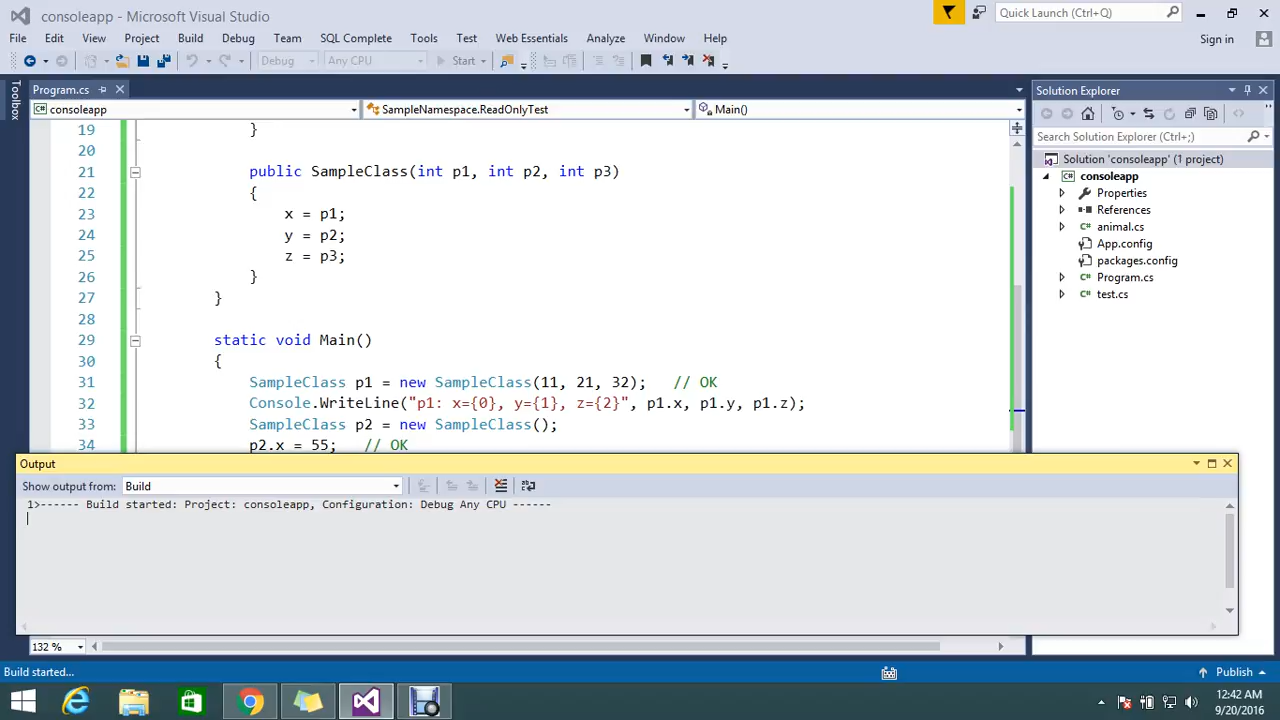 consoleapp - Microsoft Visual Studio
Quick Launch (Ctrl+Q)
File Edit View Project Build Debug Team SQL Complete Tools Test Web Essentials Analyze Window Help
Sign in
Debug Any CPU Start
Toolbox
Program.cs
consoleapp SampleNamespace.ReadOnlyTest Main()
19 }
20
21 public SampleClass(int p1, int p2, int p3)
22 {
23 x = p1;
24 y = p2;
25 z = p3;
26 }
27 }
28
29 static void Main()
30 {
31 SampleClass p1 = new SampleClass(11, 21, 32); // OK
32 Console.WriteLine("p1: x={0}, y={1}, z={2}", p1.x, p1.y, p1.z);
33 SampleClass p2 = new SampleClass();
34 p2.x = 55; // OK
Solution Explorer
Search Solution Explorer (Ctrl+;)
Solution 'consoleapp' (1 project)
C# consoleapp
Properties
References
C# animal.cs
App.config
packages.config
C# Program.cs
C# test.cs
Output
Show output from: Build
1>------ Build started: Project: consoleapp, Configuration: Debug Any CPU ------
132 %
Build started...
Publish
12:42 AM
9/20/2016